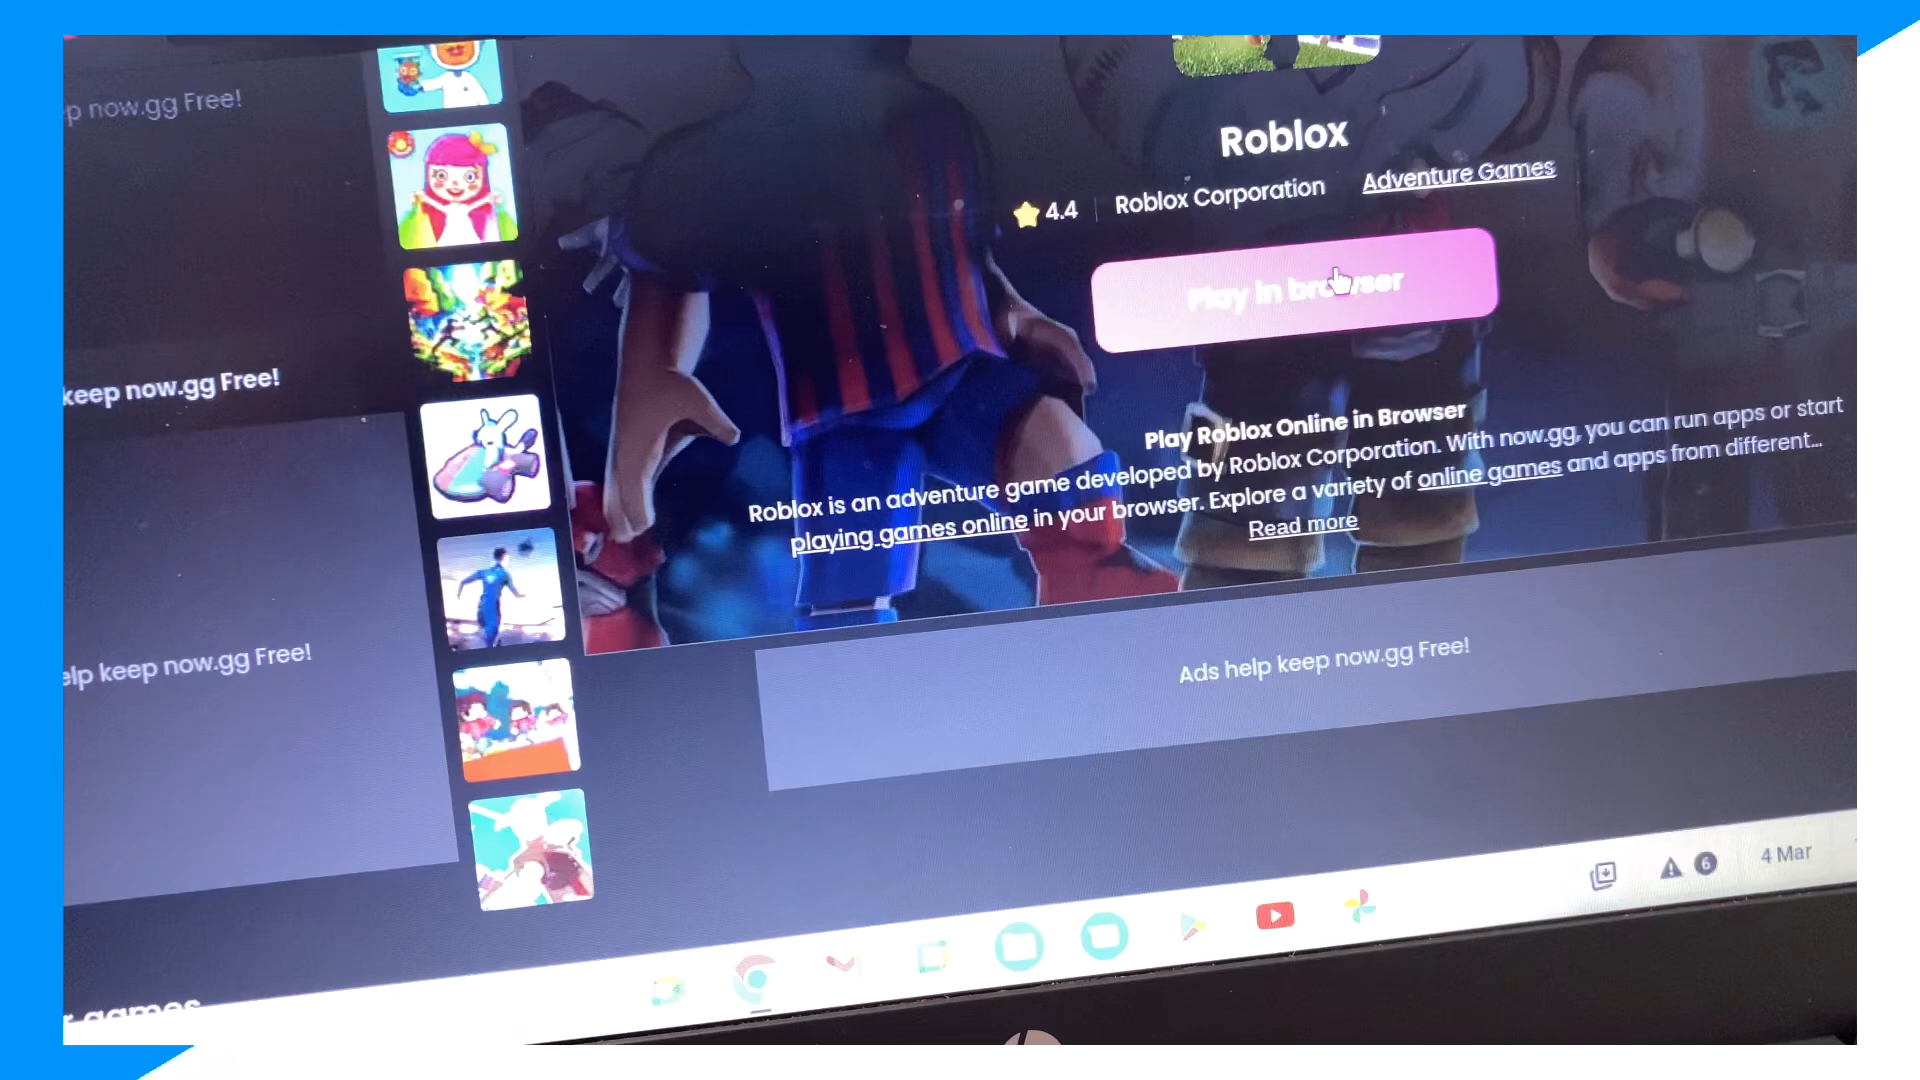 p now.gg Free!
keep now.gg Free!
elp keep now.gg Free!
Roblox
4.4
Roblox Corporation
Adventure Games
Play in browser
Play Roblox Online in Browser
Roblox is an adventure game developed by Roblox Corporation. With now.gg, you can run apps or start
playing games online in your browser. Explore a variety of online games and apps from different...
Read more
Ads help keep now.gg Free!
r games
6
4 Mar